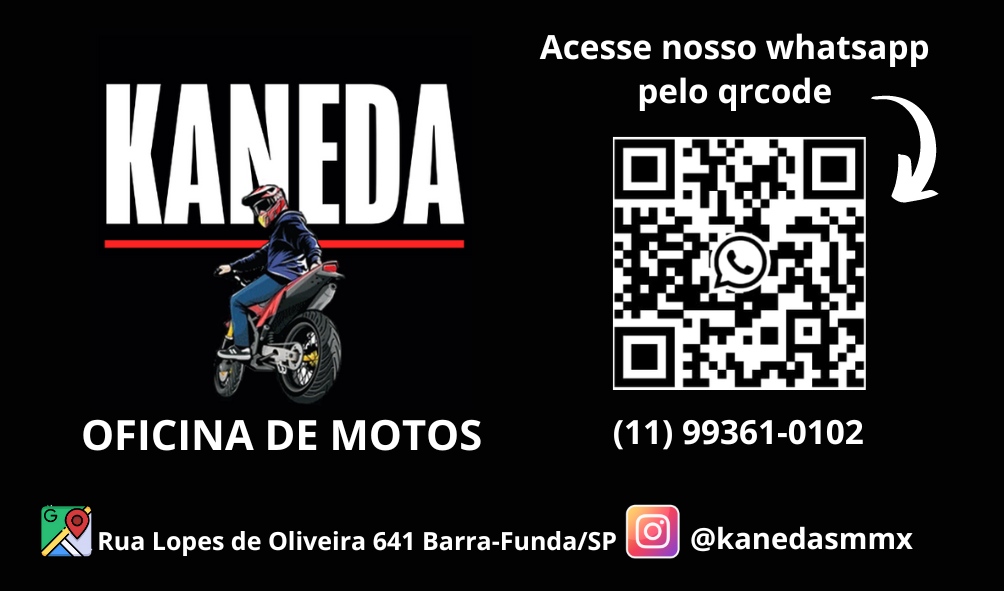 KANEDA
OFICINA DE MOTOS
Acesse nosso whatsapp
pelo qrcode
(11) 99361-0102
G
Rua Lopes de Oliveira 641 Barra-Funda/SP
@kanedasmmx